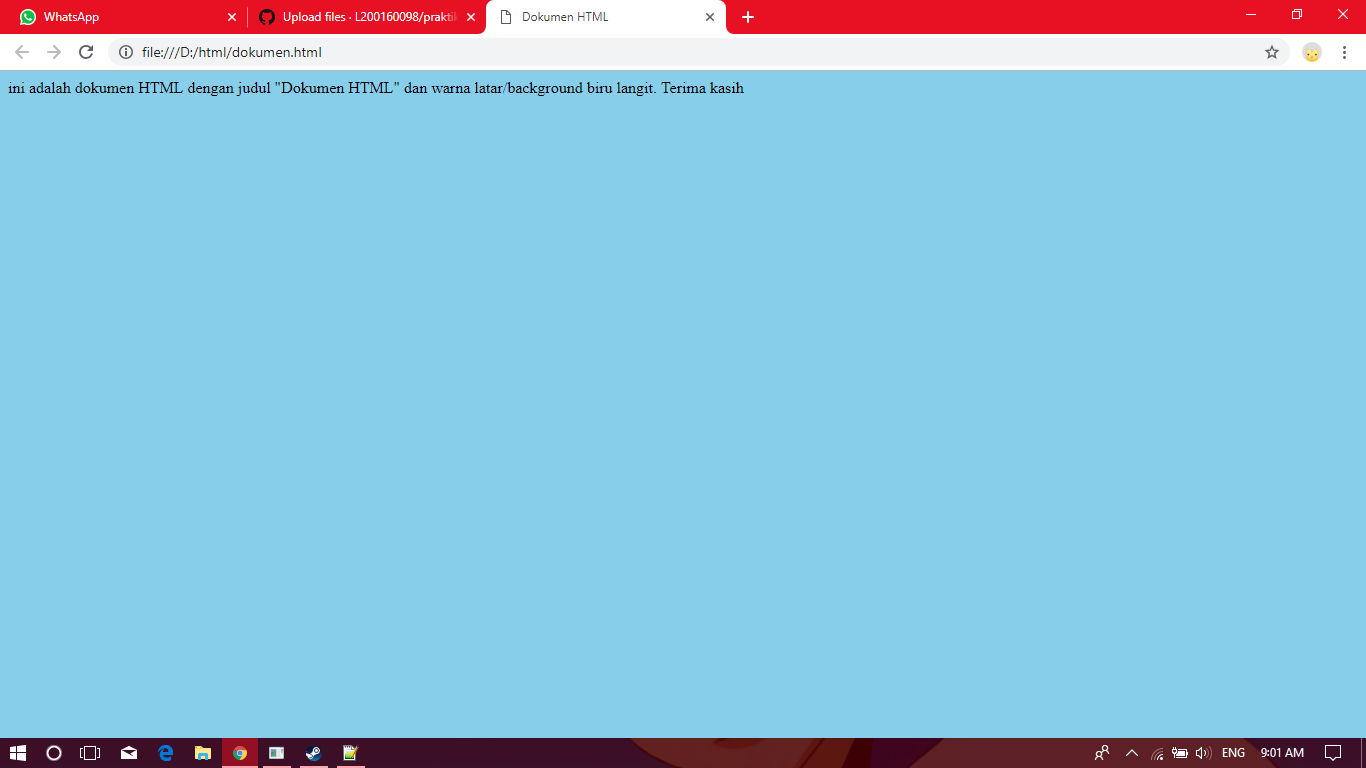 WhatsApp
Upload files · L200160098/prakti
Dokumen HTML
file:///D:/html/dokumen.html
ini adalah dokumen HTML dengan judul "Dokumen HTML" dan warna latar/background biru langit. Terima kasih
ENG
9:01 AM